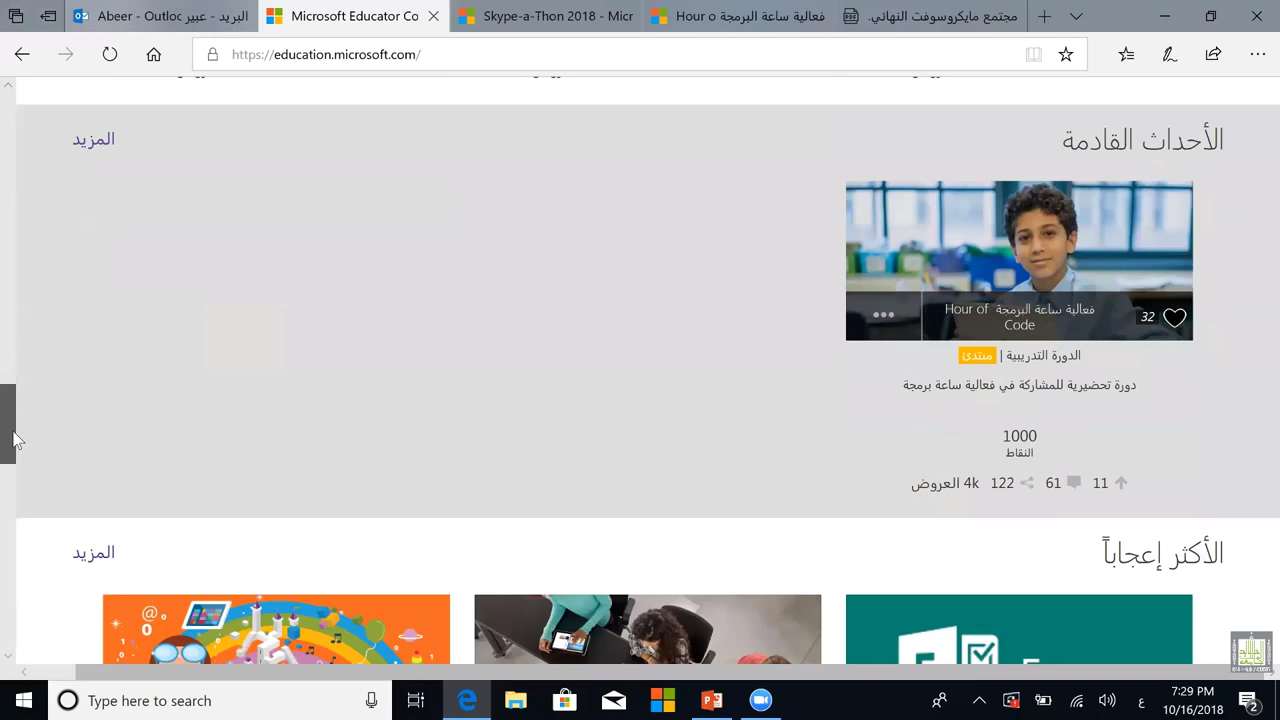 Abeer - Outloc البريد - عبير
Microsoft Educator Co
Skype-a-Thon 2018 - Micr
Hour o فعالية ساعة البرمجة
مجتمع مايكروسوفت النهائي.
https://education.microsoft.com/
الأحداث القادمة
المزيد
فعالية ساعة البرمجة Hour of
Code
32
الدورة التدريبية | مبتدئ
دورة تحضيرية للمشاركة في فعالية ساعة برمجة
1000
النقاط
11 61 122 4k العروض
الأكثر إعجاباً
المزيد
@
Type here to search
ع
7:29 PM
10/16/2018
2